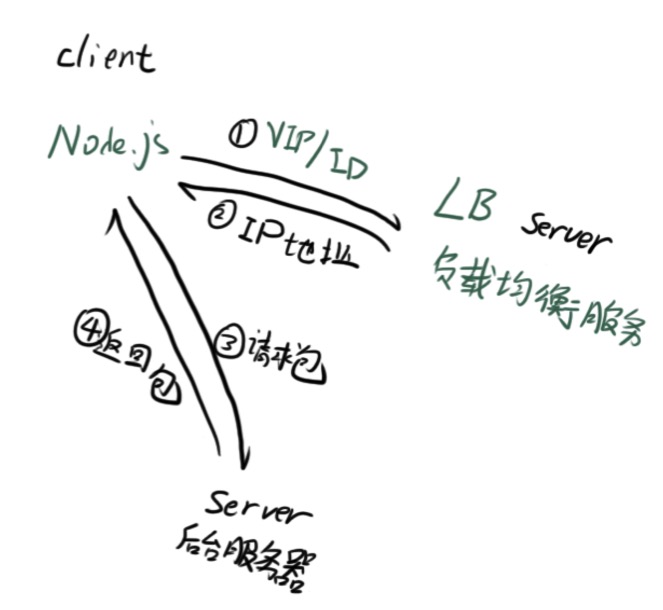 client
Node.js
① VIP/ID
② IP地址
LB Server
负载均衡服务
③请求包
④返回包
Server
后台服务器